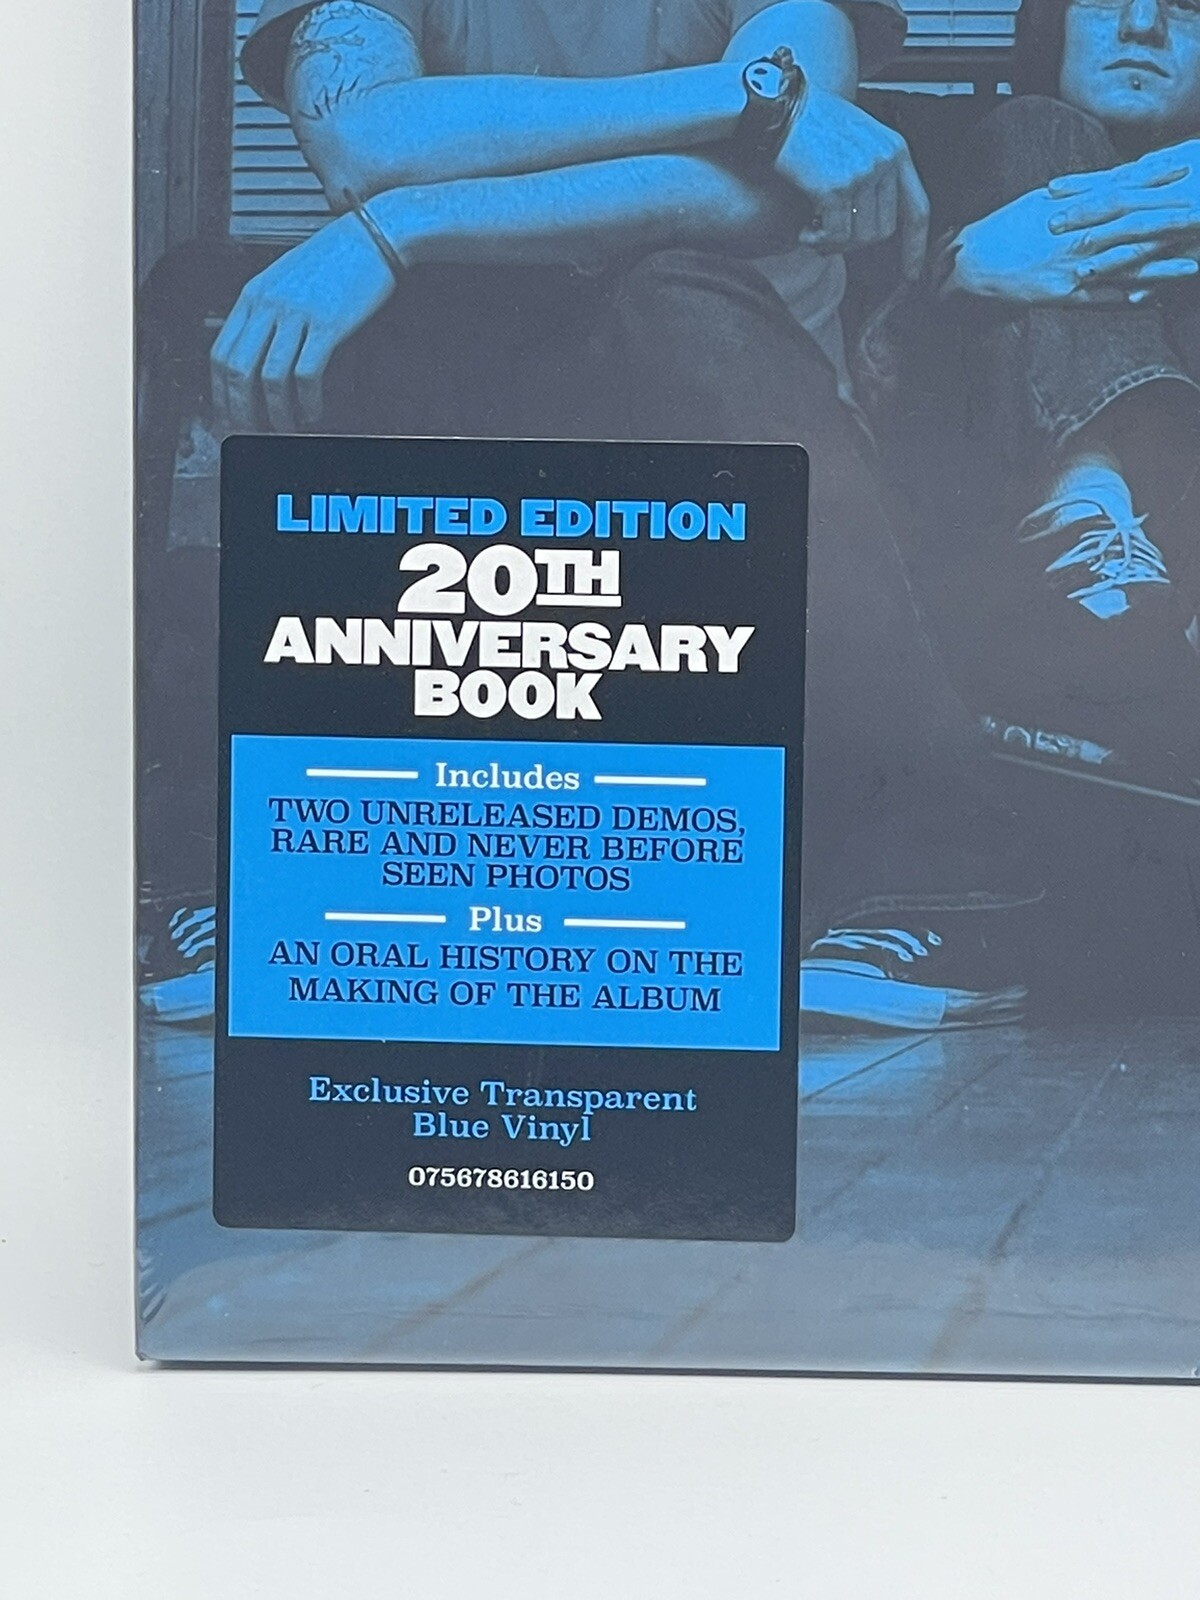 LIMITED EDITION
20TH
ANNIVERSARY
BOOK
Includes
TWO UNRELEASED DEMOS,
RARE AND NEVER BEFORE
SEEN PHOTOS
Plus
AN ORAL HISTORY ON THE
MAKING OF THE ALBUM
Exclusive Transparent
Blue Vinyl
075678616150